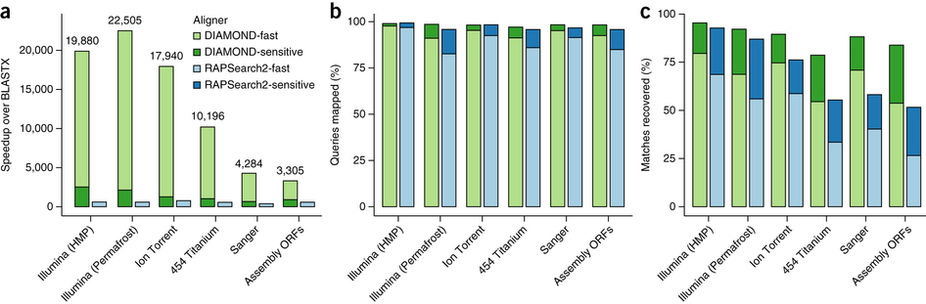 a
Speedup over BLASTX
20,000
15,000
10,000
5,000
0
19,880
22,505
17,940
10,196
4,284
3,305
Aligner
DIAMOND-fast
DIAMOND-sensitive
RAPSearch2-fast
RAPSearch2-sensitive
Illumina (HMP)
Illumina (Permafrost)
Ion Torrent
454 Titanium
Sanger
Assembly ORFs
b
Queries mapped (%)
100
75
50
25
0
Illumina (HMP)
Illumina (Permafrost)
Ion Torrent
454 Titanium
Sanger
Assembly ORFs
c
Matches recovered (%)
100
75
50
25
0
Illumina (HMP)
Illumina (Permafrost)
Ion Torrent
454 Titanium
Sanger
Assembly ORFs